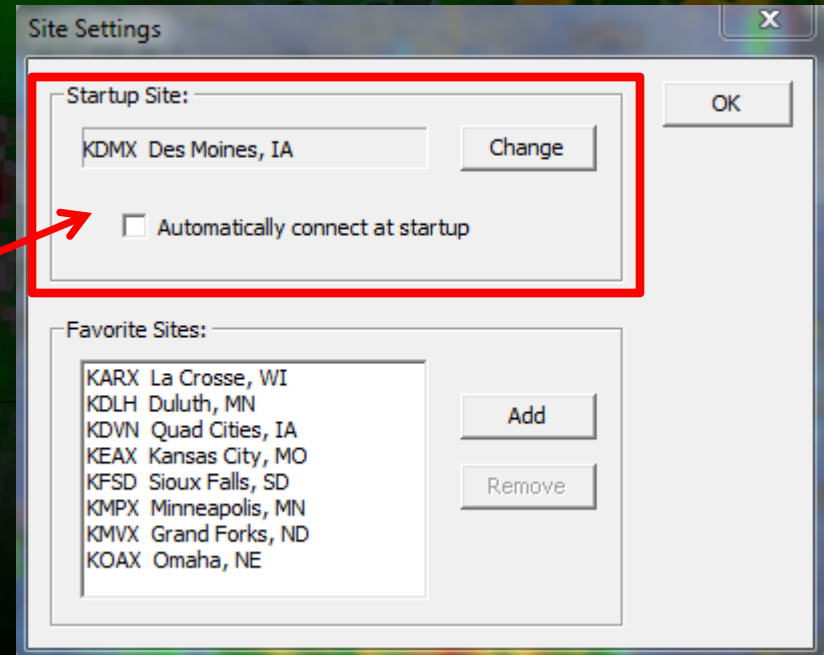 Site Settings
X
Startup Site:
OK
KDMX Des Moines, IA
Change
Automatically connect at startup
Favorite Sites:
KARX La Crosse, WI
KDLH Duluth, MN
KDVN Quad Cities, IA
KEAX Kansas City, MO
KFSD Sioux Falls, SD
KMPX Minneapolis, MN
KMVX Grand Forks, ND
KOAX Omaha, NE
Add
Remove